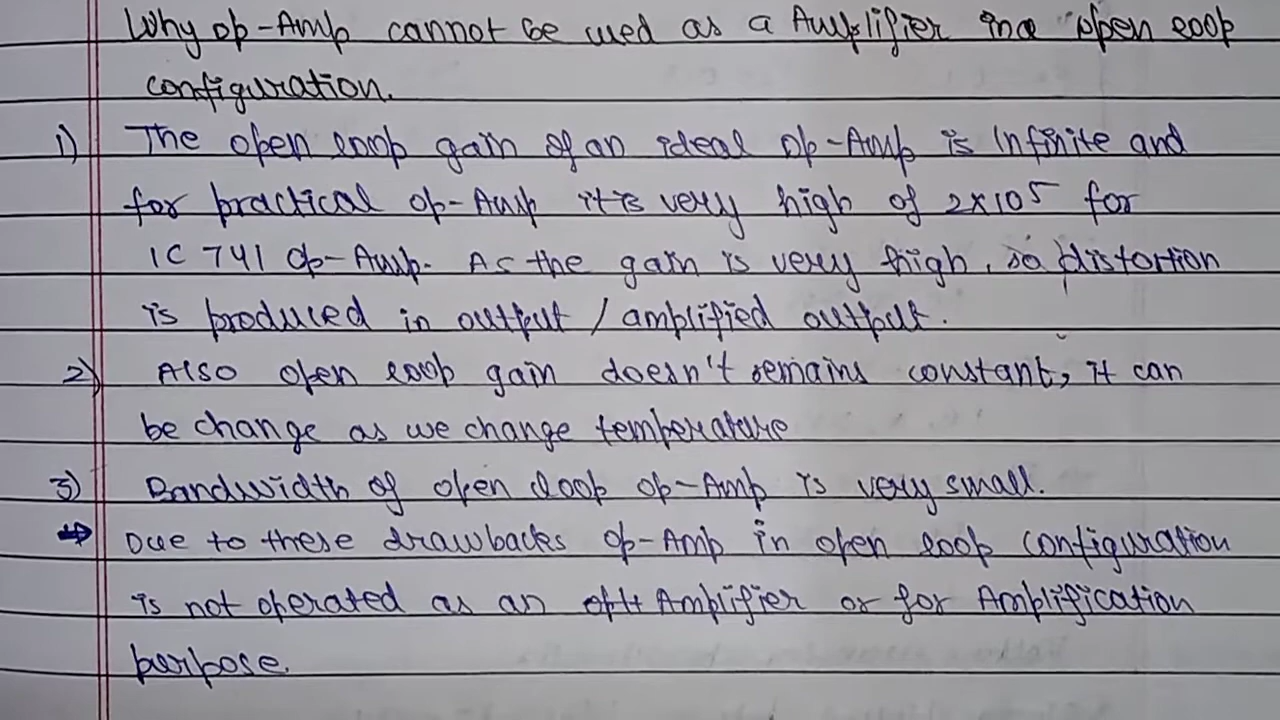 Why op-Amp cannot be used as a Amplifier in a open loop
configuration.
1) The open loop gain of an ideal op-Amp is Infinite and
for practical op-Amp it is very high of 2x10⁵ for
IC 741 op-Amp. As the gain is very high, so distortion
is produced in output / amplified output.
2) Also open loop gain doesn't remains constant, it can
be change as we change temperature
3) Bandwidth of open loop op-Amp is very small.
⇒ Due to these drawbacks op-Amp in open loop configuration
is not operated as an Amplifier or for Amplification
purpose.